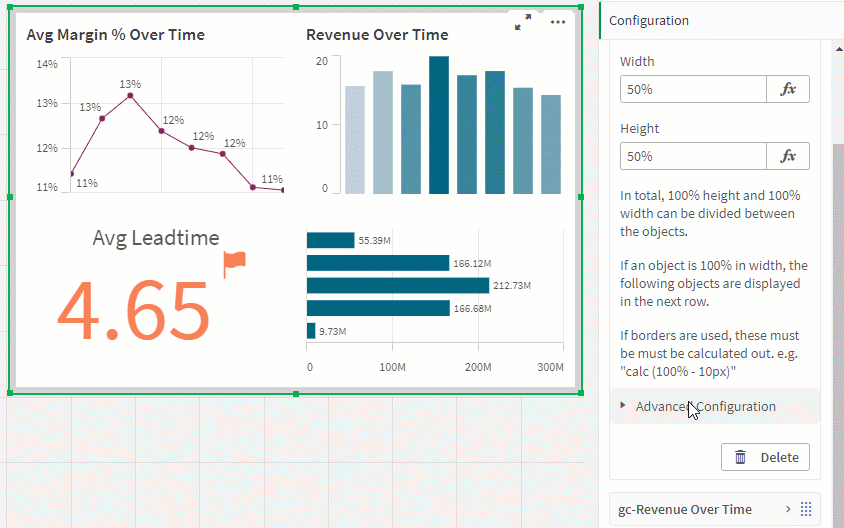 Avg Margin % Over Time
14%
13%
12%
11%
11%
13%
13%
12%
12%
12%
11%
Revenue Over Time
20
10
0
Avg Leadtime
4.65
55.39M
166.12M
212.73M
166.68M
9.73M
0
100M
200M
300M
Configuration
Width
50%
fx
Height
50%
fx
In total, 100% height and 100%
width can be divided between
the objects.
If an object is 100% in width, the
following objects are displayed
in the next row.
If borders are used, these must
be must be calculated out. e.g.
"calc (100% - 10px)"
Advanced Configuration
Delete
gc-Revenue Over Time